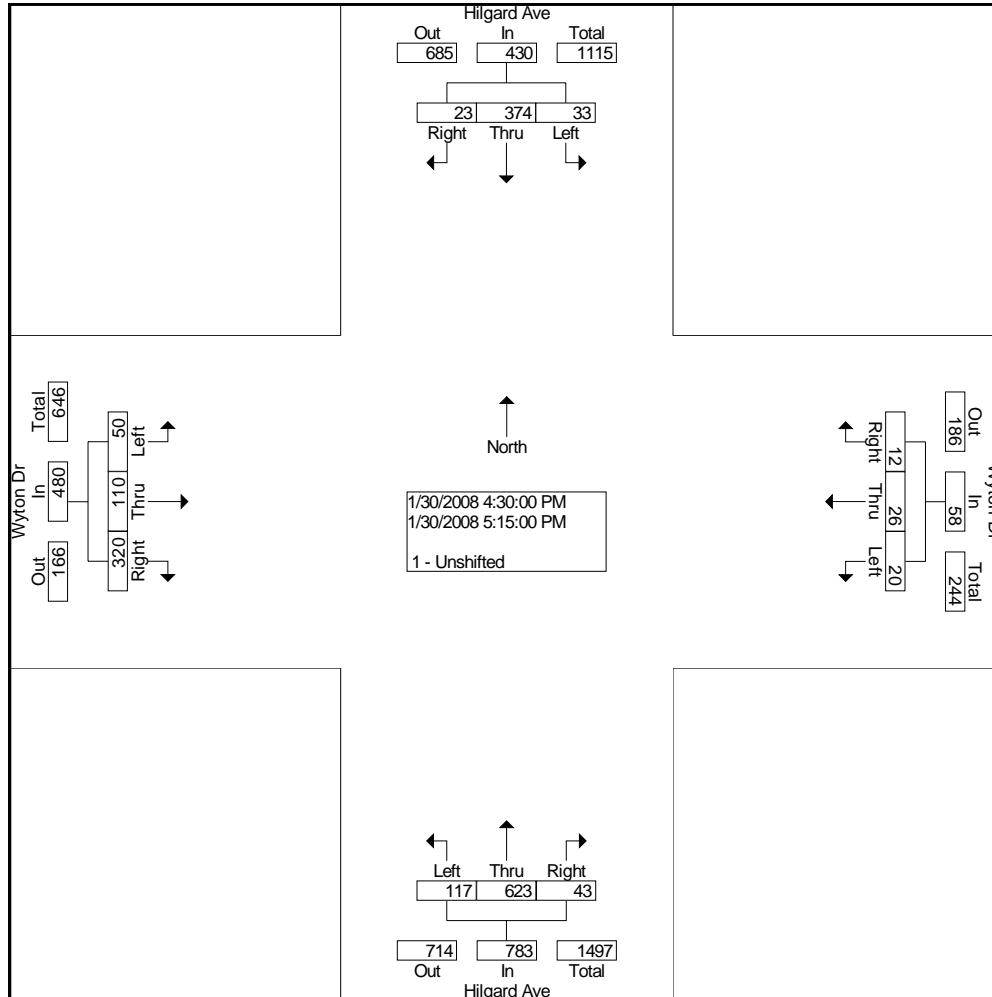 Hilgard Ave
Out In Total
685 430 1115
23 374 33
Right Thru Left
Wyton Dr
Total In Out
646 480 166
50 110 320
Left Thru Right
North
1/30/2008 4:30:00 PM
1/30/2008 5:15:00 PM
1 - Unshifted
Wyton Dr
Out In Total
186 58 244
12 26 20
Right Thru Left
Left Thru Right
117 623 43
714 783 1497
Out In Total
Hilgard Ave